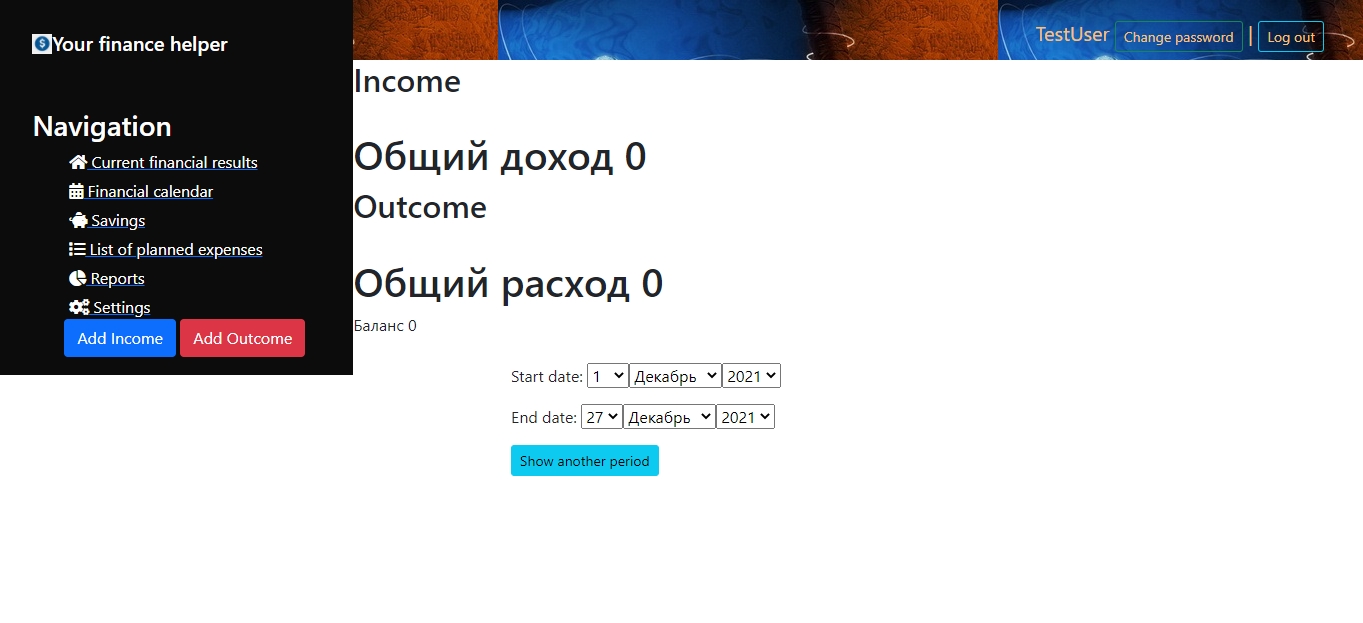 Your finance helper
TestUser Change password | Log out
Navigation
Current financial results
Financial calendar
Savings
List of planned expenses
Reports
Settings
Add Income Add Outcome
Income
Общий доход 0
Outcome
Общий расход 0
Баланс 0
Start date: 1 Декабрь 2021
End date: 27 Декабрь 2021
Show another period